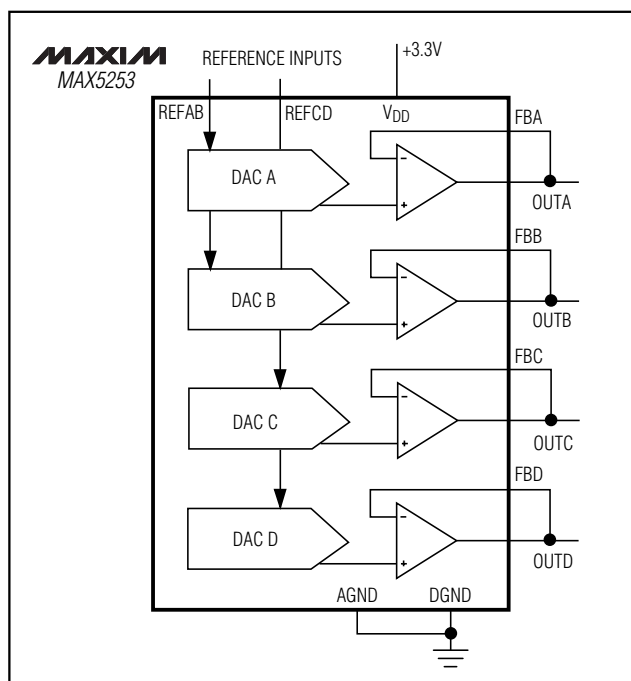 MAXIM
MAX5253
REFERENCE INPUTS
+3.3V
REFAB
REFCD
VDD
FBA
DAC A
-
+
OUTA
FBB
DAC B
-
+
OUTB
FBC
DAC C
-
+
OUTC
FBD
DAC D
-
+
OUTD
AGND
DGND